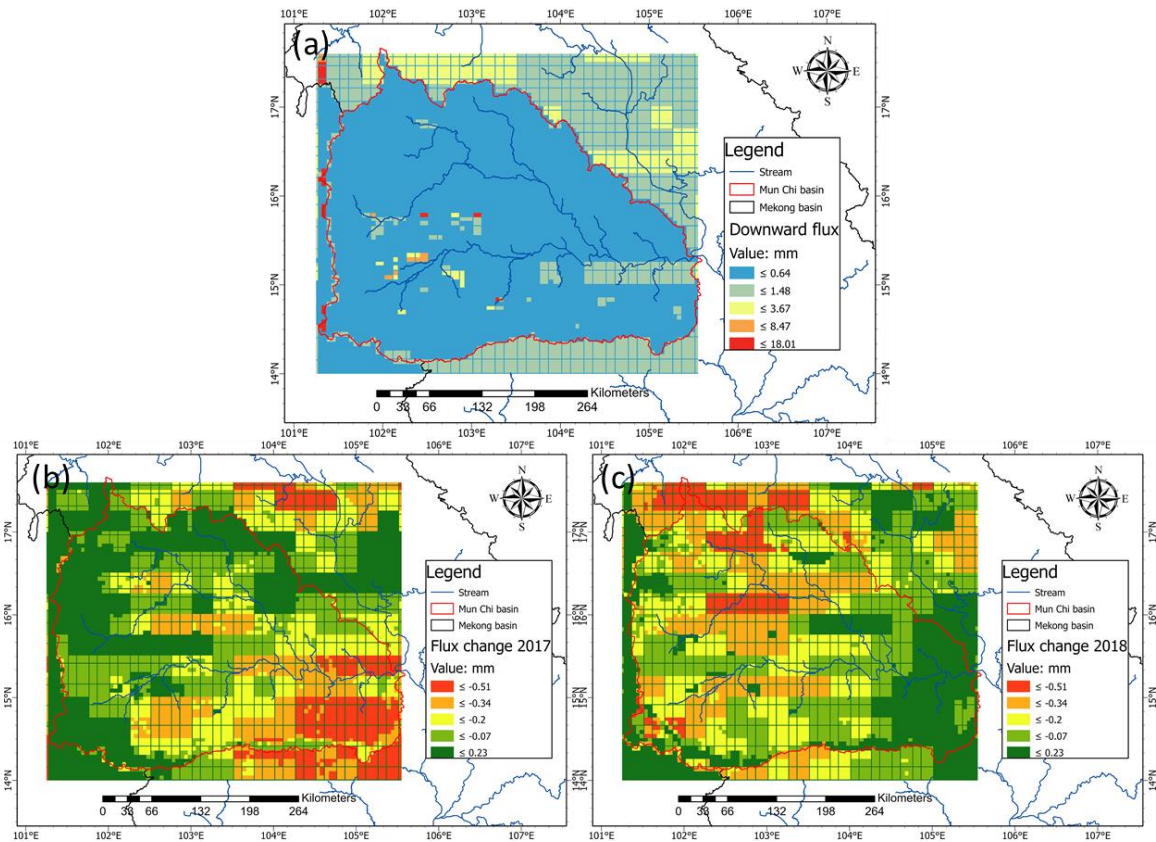 101°E 102°E 103°E 104°E 105°E 106°E 107°E
(a)
N
W E
S
17°N 17°N
16°N 16°N
15°N 15°N
14°N 14°N
Legend
Stream
Mun Chi basin
Mekong basin
Downward flux
Value: mm
≤ 0.64
≤ 1.48
≤ 3.67
≤ 8.47
≤ 18.01
Kilometers
0 33 66 132 198 264
101°E 102°E 103°E 104°E 105°E 106°E 107°E
101°E 102°E 103°E 104°E 105°E 106°E 107°E
(b)
N
W E
S
17°N 17°N
16°N 16°N
15°N 15°N
14°N 14°N
Legend
Stream
Mun Chi basin
Mekong basin
Flux change 2017
Value: mm
≤ -0.51
≤ -0.34
≤ -0.2
≤ -0.07
≤ 0.23
Kilometers
0 33 66 132 198 264
101°E 102°E 103°E 104°E 105°E 106°E 107°E
101°E 102°E 103°E 104°E 105°E 106°E 107°E
(c)
N
W E
S
17°N 17°N
16°N 16°N
15°N 15°N
14°N 14°N
Legend
Stream
Mun Chi basin
Mekong basin
Flux change 2018
Value: mm
≤ -0.51
≤ -0.34
≤ -0.2
≤ -0.07
≤ 0.23
Kilometers
0 33 66 132 198 264
101°E 102°E 103°E 104°E 105°E 106°E 107°E